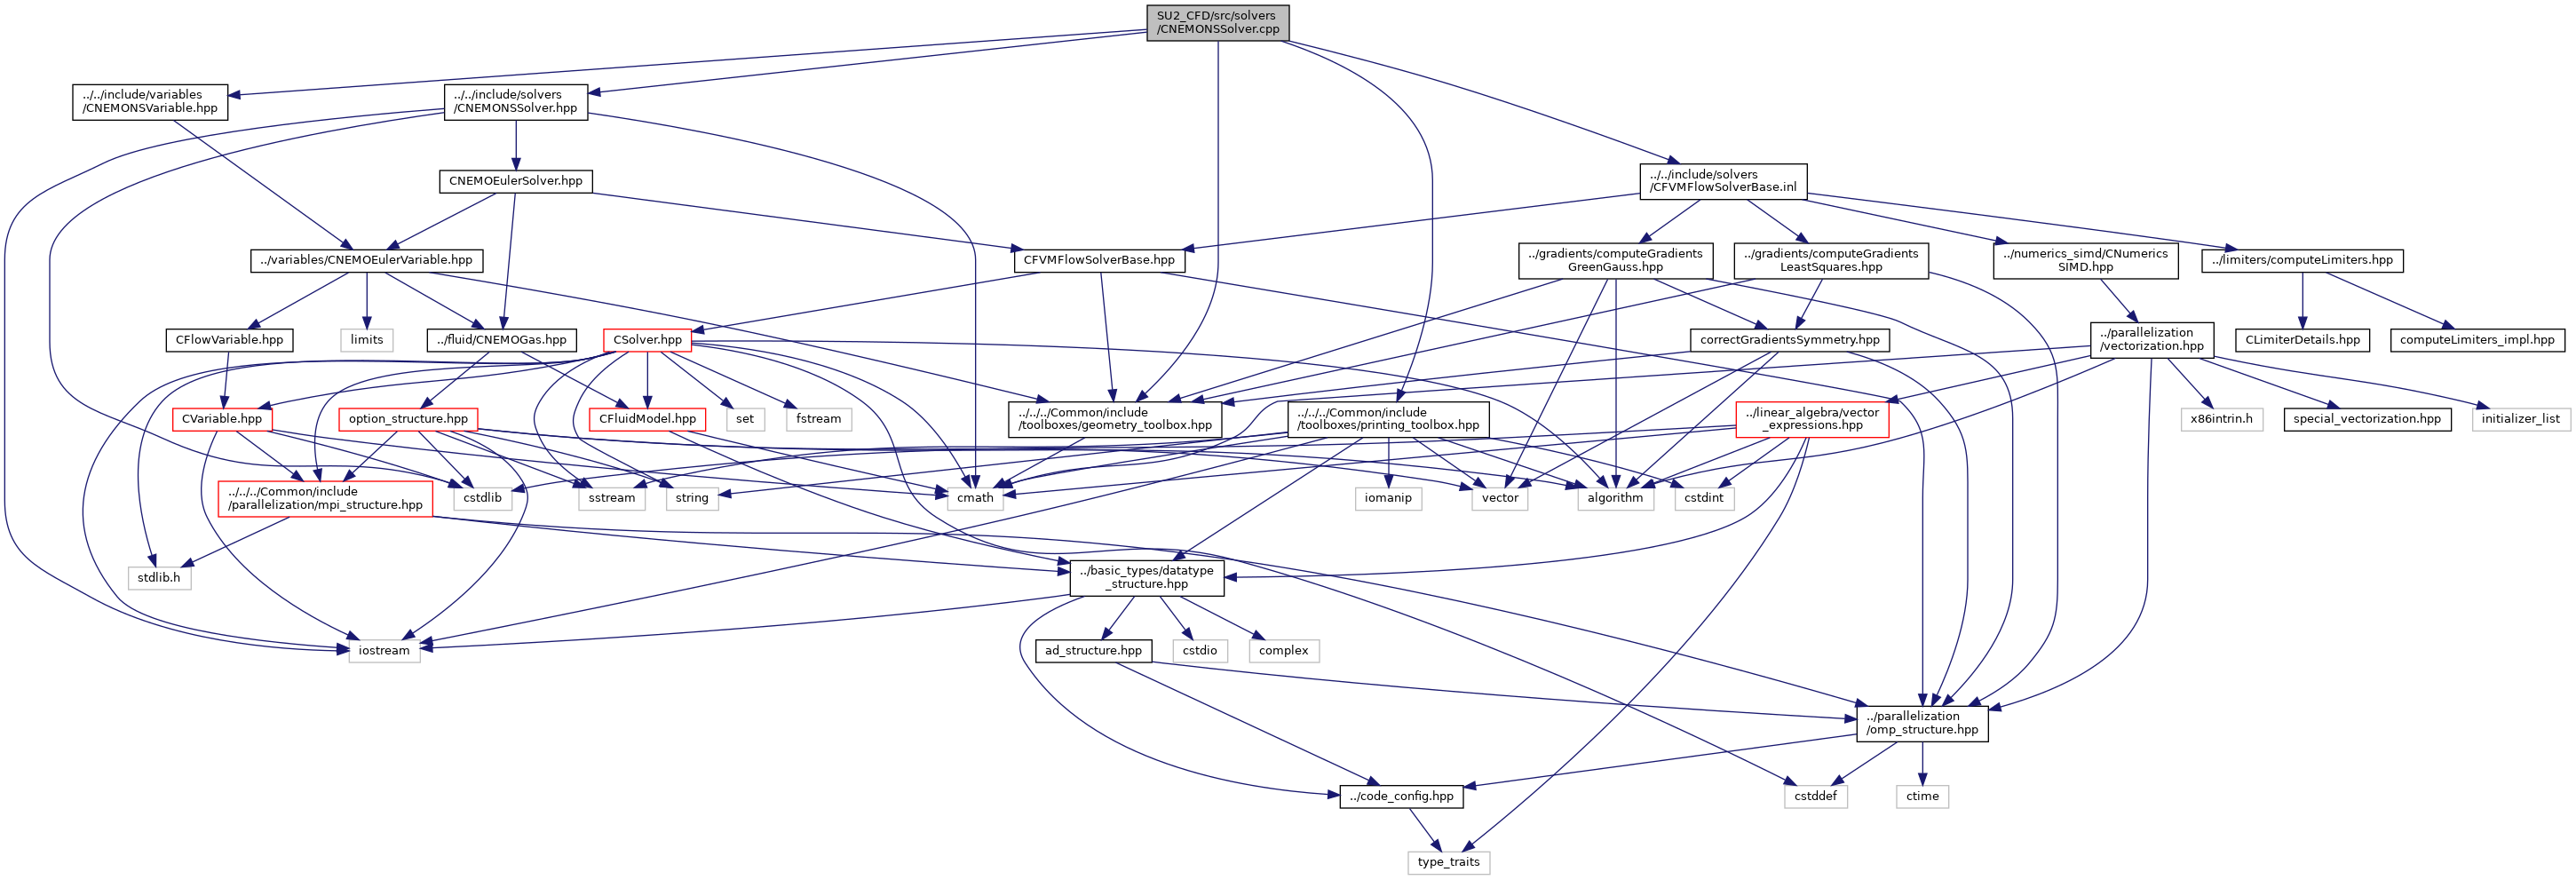 SU2_CFD/src/solvers
/CNEMONSSolver.cpp
../../include/variables
/CNEMONSVariable.hpp
../../include/solvers
/CNEMONSSolver.hpp
CNEMOEulerSolver.hpp
../../include/solvers
/CFVMFlowSolverBase.inl
../variables/CNEMOEulerVariable.hpp
CFVMFlowSolverBase.hpp
../gradients/computeGradients
GreenGauss.hpp
../gradients/computeGradients
LeastSquares.hpp
../numerics_simd/CNumerics
SIMD.hpp
../limiters/computeLimiters.hpp
CFlowVariable.hpp
limits
../fluid/CNEMOGas.hpp
CSolver.hpp
correctGradientsSymmetry.hpp
../parallelization
/vectorization.hpp
CLimiterDetails.hpp
computeLimiters_impl.hpp
CVariable.hpp
option_structure.hpp
CFluidModel.hpp
set
fstream
../../../Common/include
/toolboxes/geometry_toolbox.hpp
../../../Common/include
/toolboxes/printing_toolbox.hpp
../linear_algebra/vector
_expressions.hpp
x86intrin.h
special_vectorization.hpp
initializer_list
../../../Common/include
/parallelization/mpi_structure.hpp
cstdlib
sstream
string
cmath
iomanip
vector
algorithm
cstdint
stdlib.h
../basic_types/datatype
_structure.hpp
iostream
ad_structure.hpp
cstdio
complex
../parallelization
/omp_structure.hpp
../code_config.hpp
cstddef
ctime
type_traits